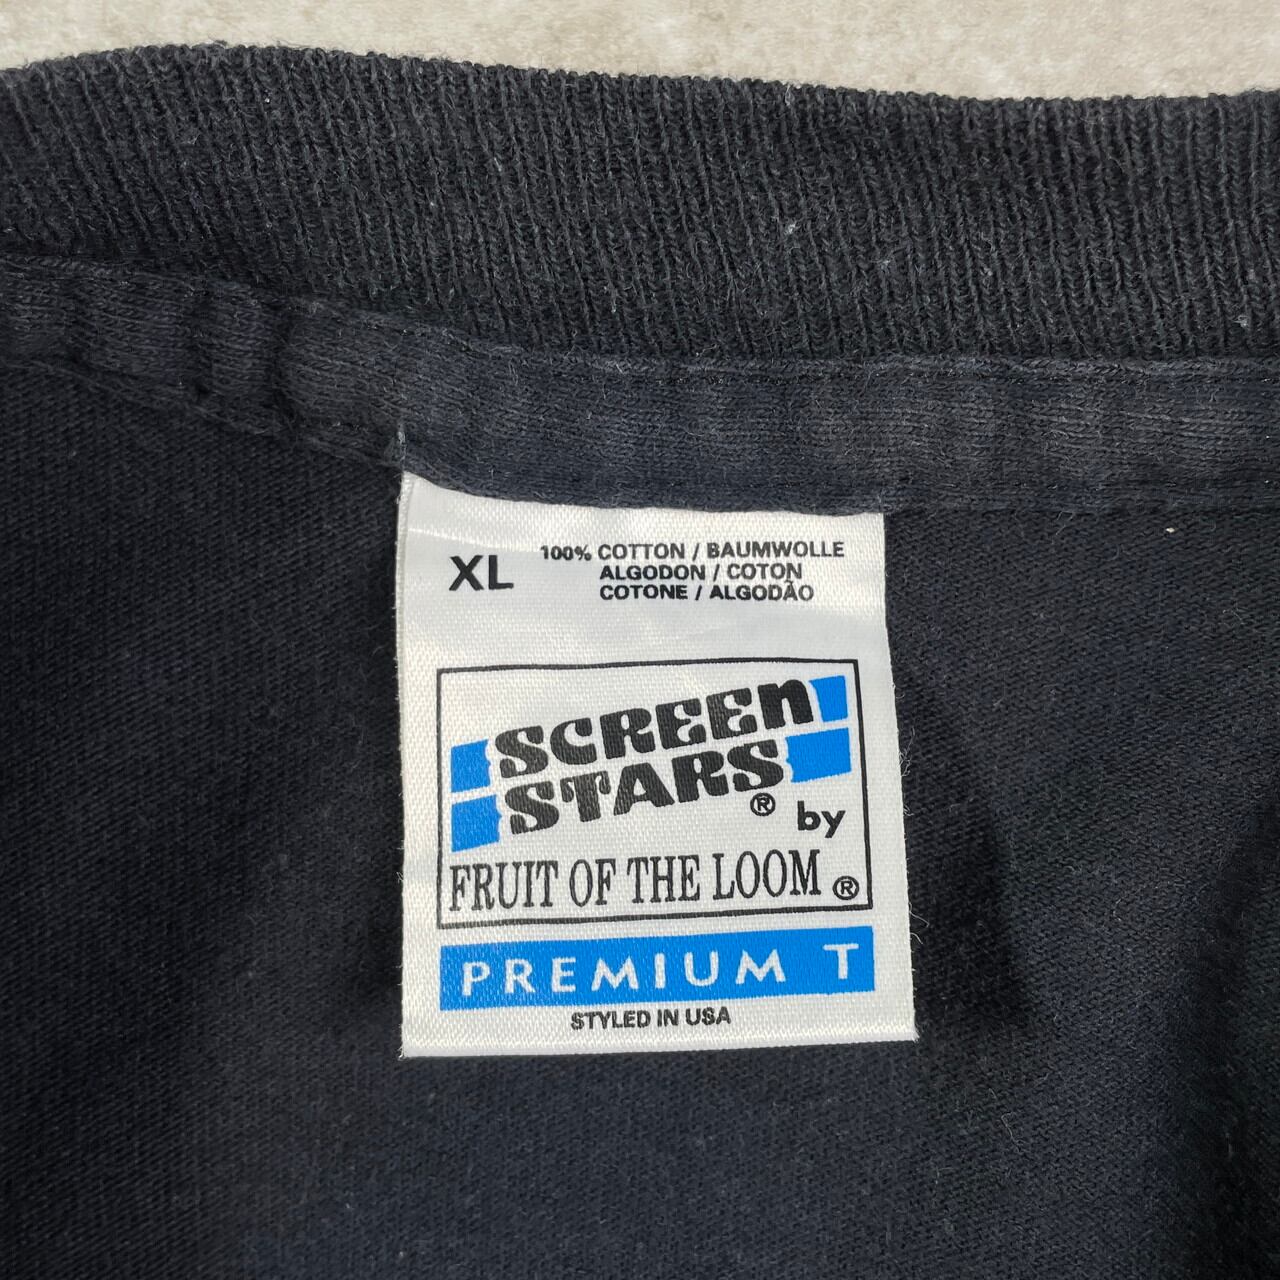 XL
100% COTTON / BAUMWOLLE
ALGODON / COTON
COTONE / ALGODÃO
SCREEN
STARS ®
by
FRUIT OF THE LOOM ®
PREMIUM T
STYLED IN USA